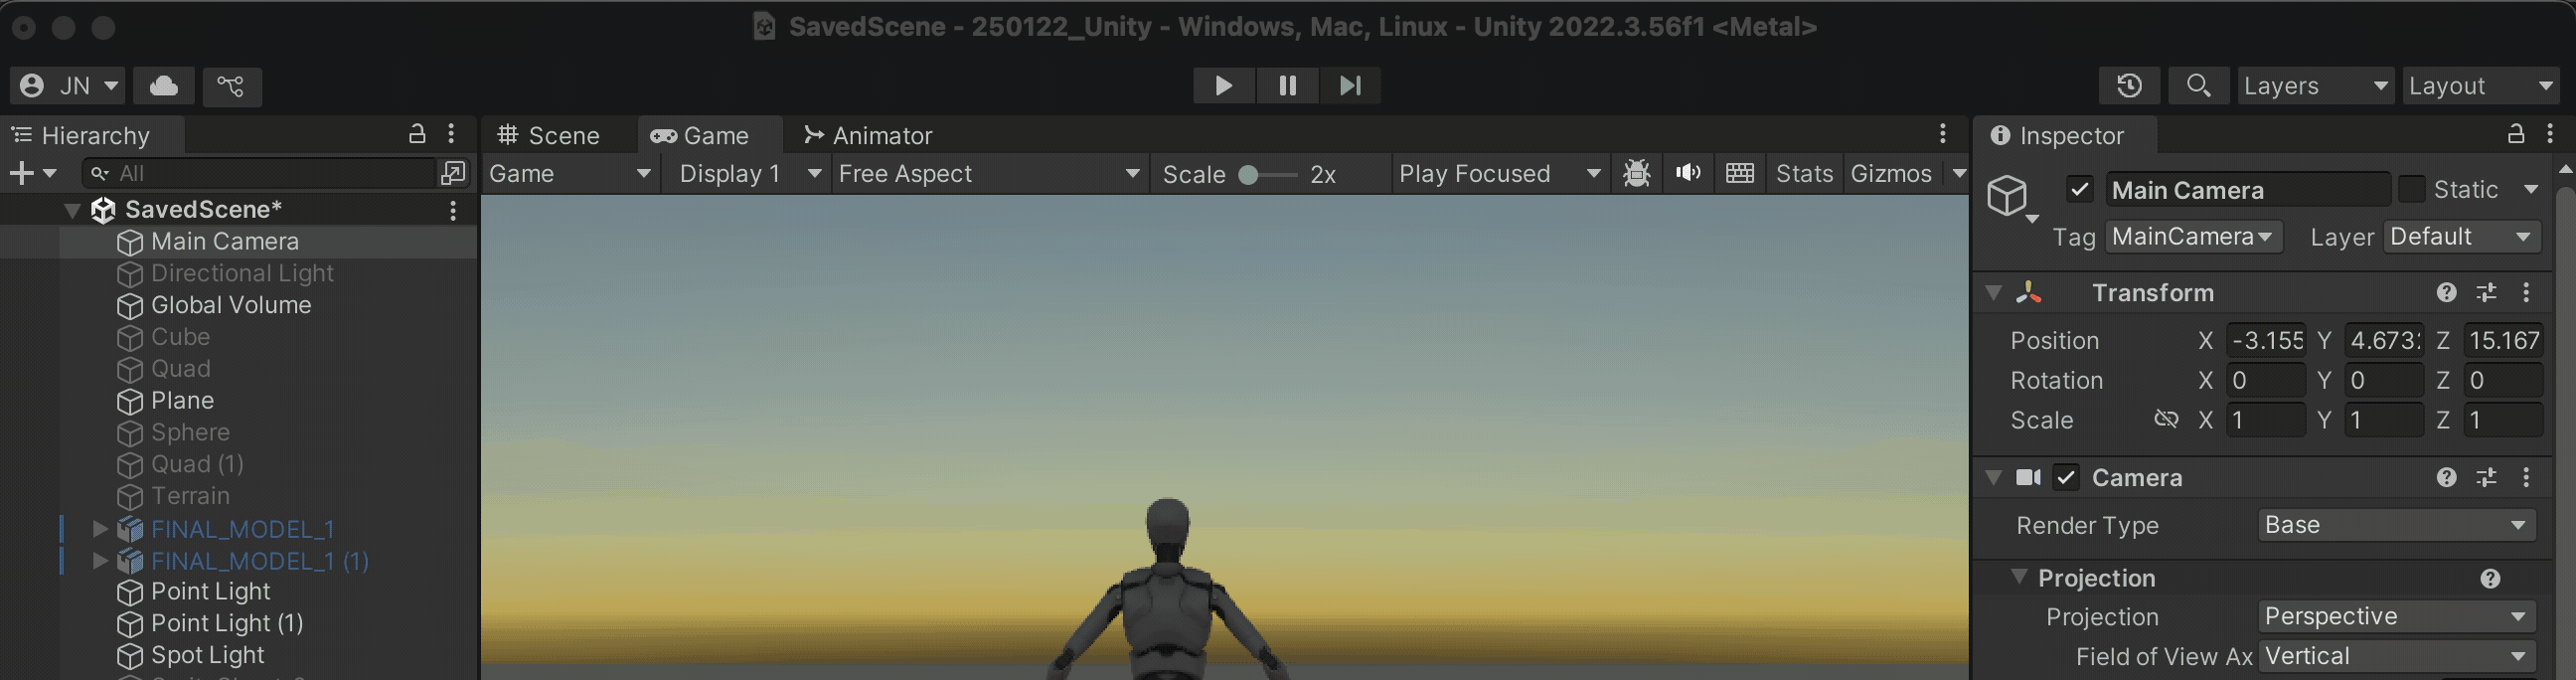 SavedScene - 250122_Unity - Windows, Mac, Linux - Unity 2022.3.56f1 <Metal>
JN
Layers
Layout
Hierarchy
All
SavedScene*
Main Camera
Directional Light
Global Volume
Cube
Quad
Plane
Sphere
Quad (1)
Terrain
FINAL_MODEL_1
FINAL_MODEL_1 (1)
Point Light
Point Light (1)
Spot Light
Scene Game Animator
Game Display 1 Free Aspect Scale 2x Play Focused Stats Gizmos
Inspector
Main Camera Static
Tag MainCamera Layer Default
Transform
Position X -3.155 Y 4.673 Z 15.167
Rotation X 0 Y 0 Z 0
Scale X 1 Y 1 Z 1
Camera
Render Type Base
Projection
Projection Perspective
Field of View Ax Vertical